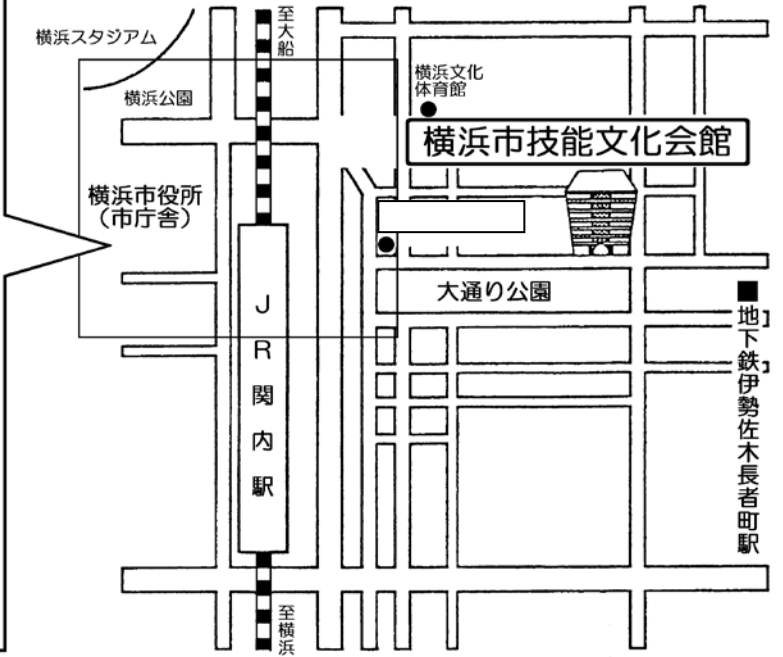 至大船
横浜スタジアム
横浜文化
体育館
横浜公園
横浜市技能文化会館
横浜市役所
（市庁舎）
大通り公園
JR関内駅
地下鉄伊勢佐木長者町駅
至横浜